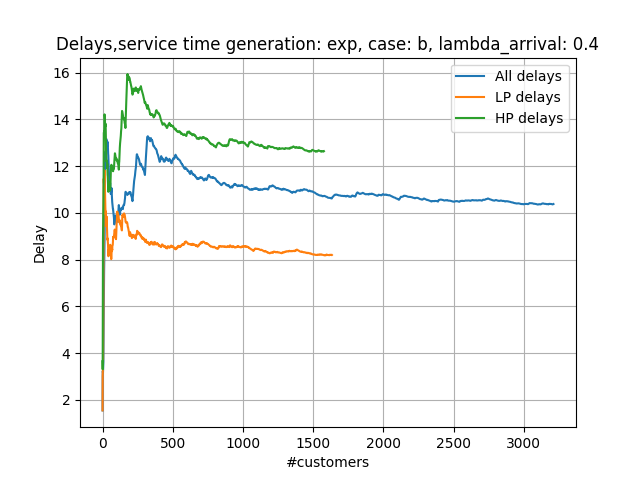 Delays,service time generation: exp, case: b, lambda_arrival: 0.4
All delays
LP delays
HP delays
Delay
16
14
12
10
8
6
4
2
0 500 1000 1500 2000 2500 3000
#customers